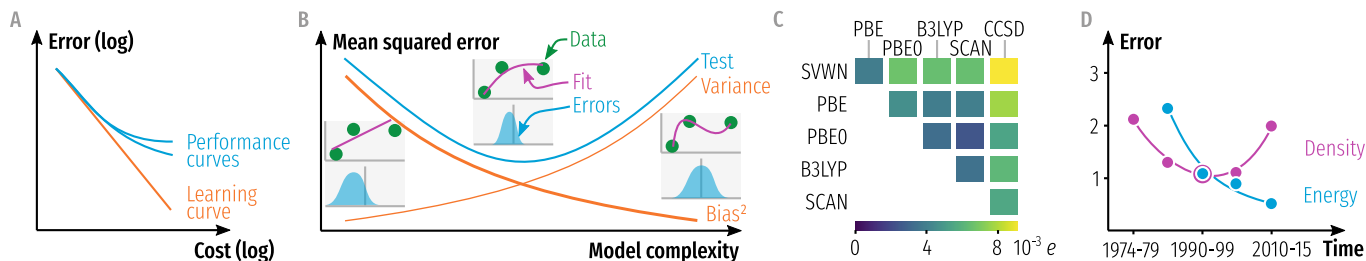 A
Error (log)
Performance
curves
Learning
curve
Cost (log)
B
Mean squared error
Data
Fit
Errors
Test
Variance
Bias²
Model complexity
C
PBE B3LYP CCSD
PBE0 SCAN
SVWN
PBE
PBE0
B3LYP
SCAN
0 4 8 10⁻³ e
D
Error
3
2
1
Density
Energy
1974-79 1990-99 2010-15 Time